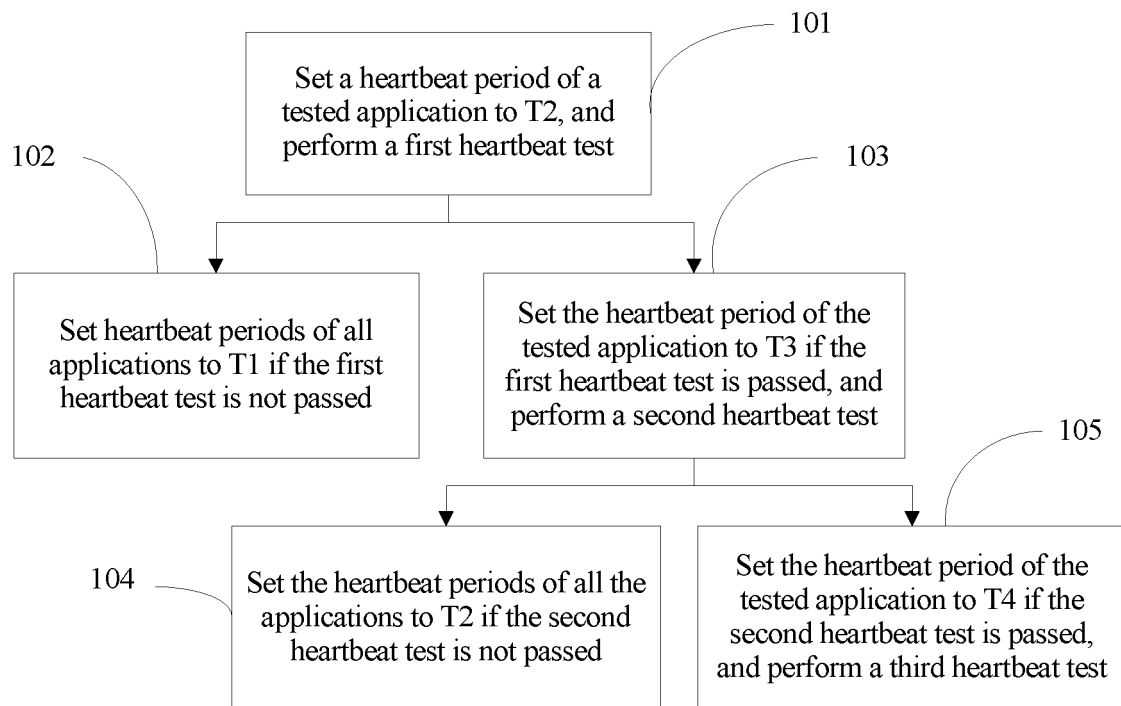 101
Set a heartbeat period of a
tested application to T2, and
perform a first heartbeat test
102
103
Set heartbeat periods of all
applications to T1 if the first
heartbeat test is not passed
Set the heartbeat period of the
tested application to T3 if the
first heartbeat test is passed, and
perform a second heartbeat test
105
104
Set the heartbeat periods of all the
applications to T2 if the second
heartbeat test is not passed
Set the heartbeat period of the
tested application to T4 if the
second heartbeat test is passed,
and perform a third heartbeat test